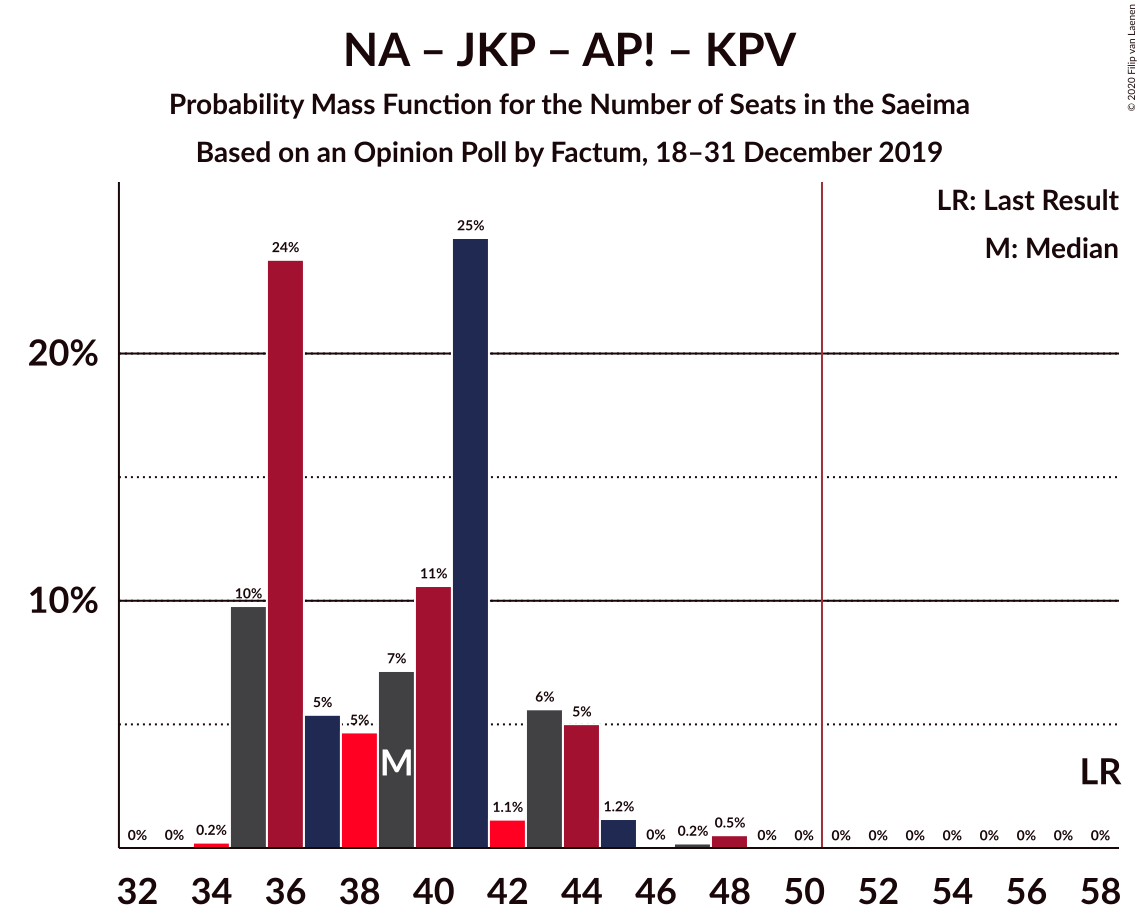 NA – JKP – AP! – KPV
Probability Mass Function for the Number of Seats in the Saeima
Based on an Opinion Poll by Factum, 18–31 December 2019
© 2020 Filip van Laenen
LR: Last Result
M: Median
20%
10%
0% 0% 0.2% 10% 24% 5% 5% 7% 11% 25% 1.1% 6% 5% 1.2% 0% 0.2% 0.5% 0% 0% 0% 0% 0% 0% 0% 0% 0% 0%
M
LR
32 34 36 38 40 42 44 46 48 50 52 54 56 58